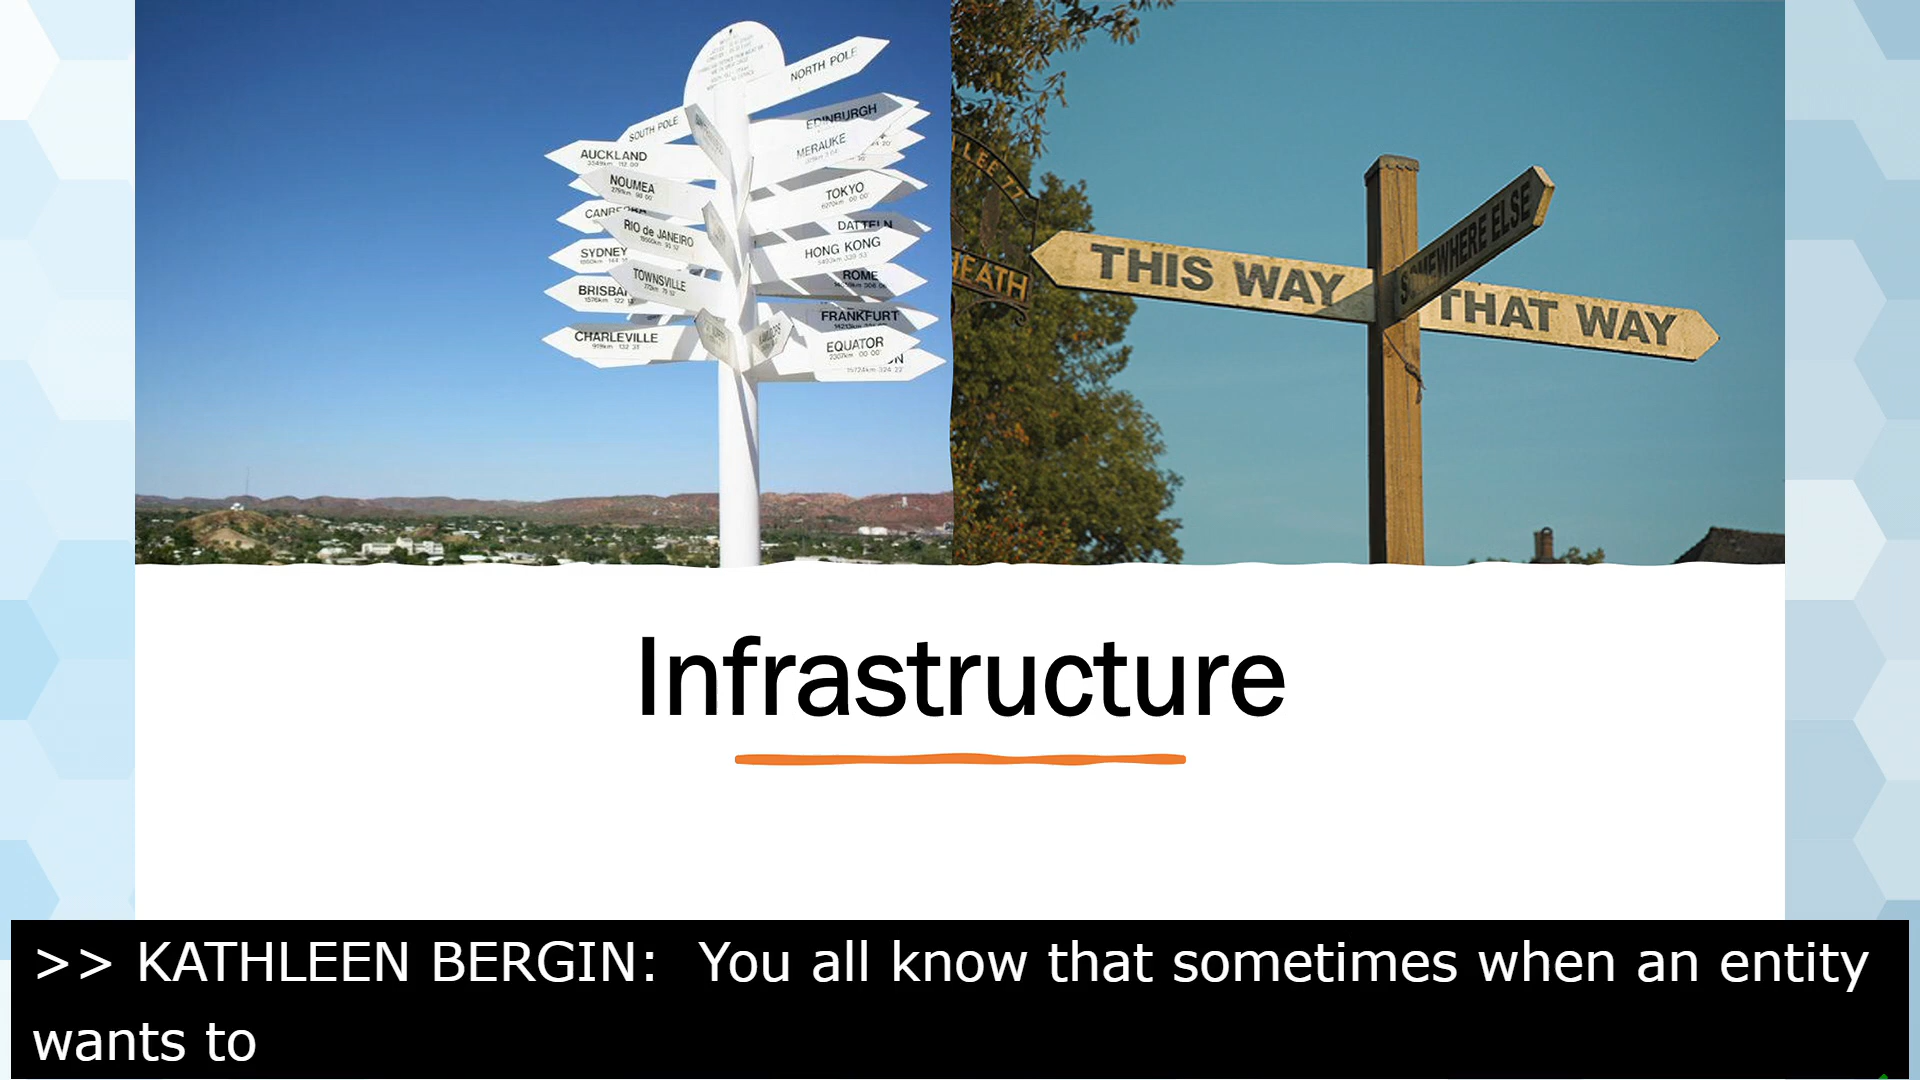 NORTH POLE
EDINBURGH
SOUTH POLE
MERAUKE
AUCKLAND
NOUMEA
TOKYO
RIO de JANEIRO
DATTELN
SYDNEY
HONG KONG
TOWNSVILLE
ROME
FRANKFURT
CHARLEVILLE
EQUATOR
THIS WAY
SOMEWHERE ELSE
THAT WAY
HEATH
Infrastructure
>> KATHLEEN BERGIN: You all know that sometimes when an entity
wants to